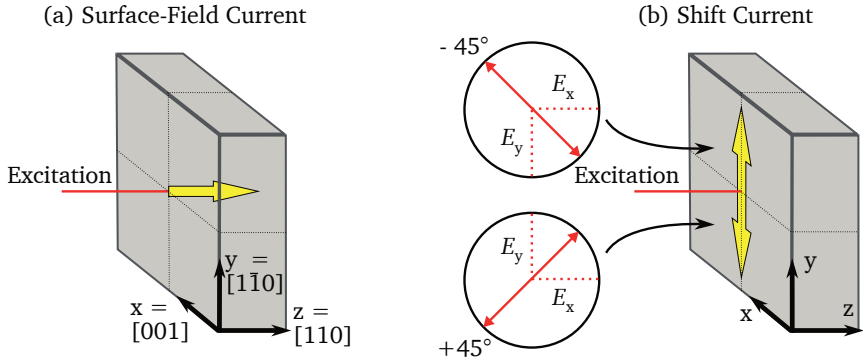 (a) Surface-Field Current
Excitation
y =
[11̄0]
x =
[001]
z =
[110]
(b) Shift Current
- 45°
Ex
Ey
Excitation
Ey
Ex
+45°
y
x
z